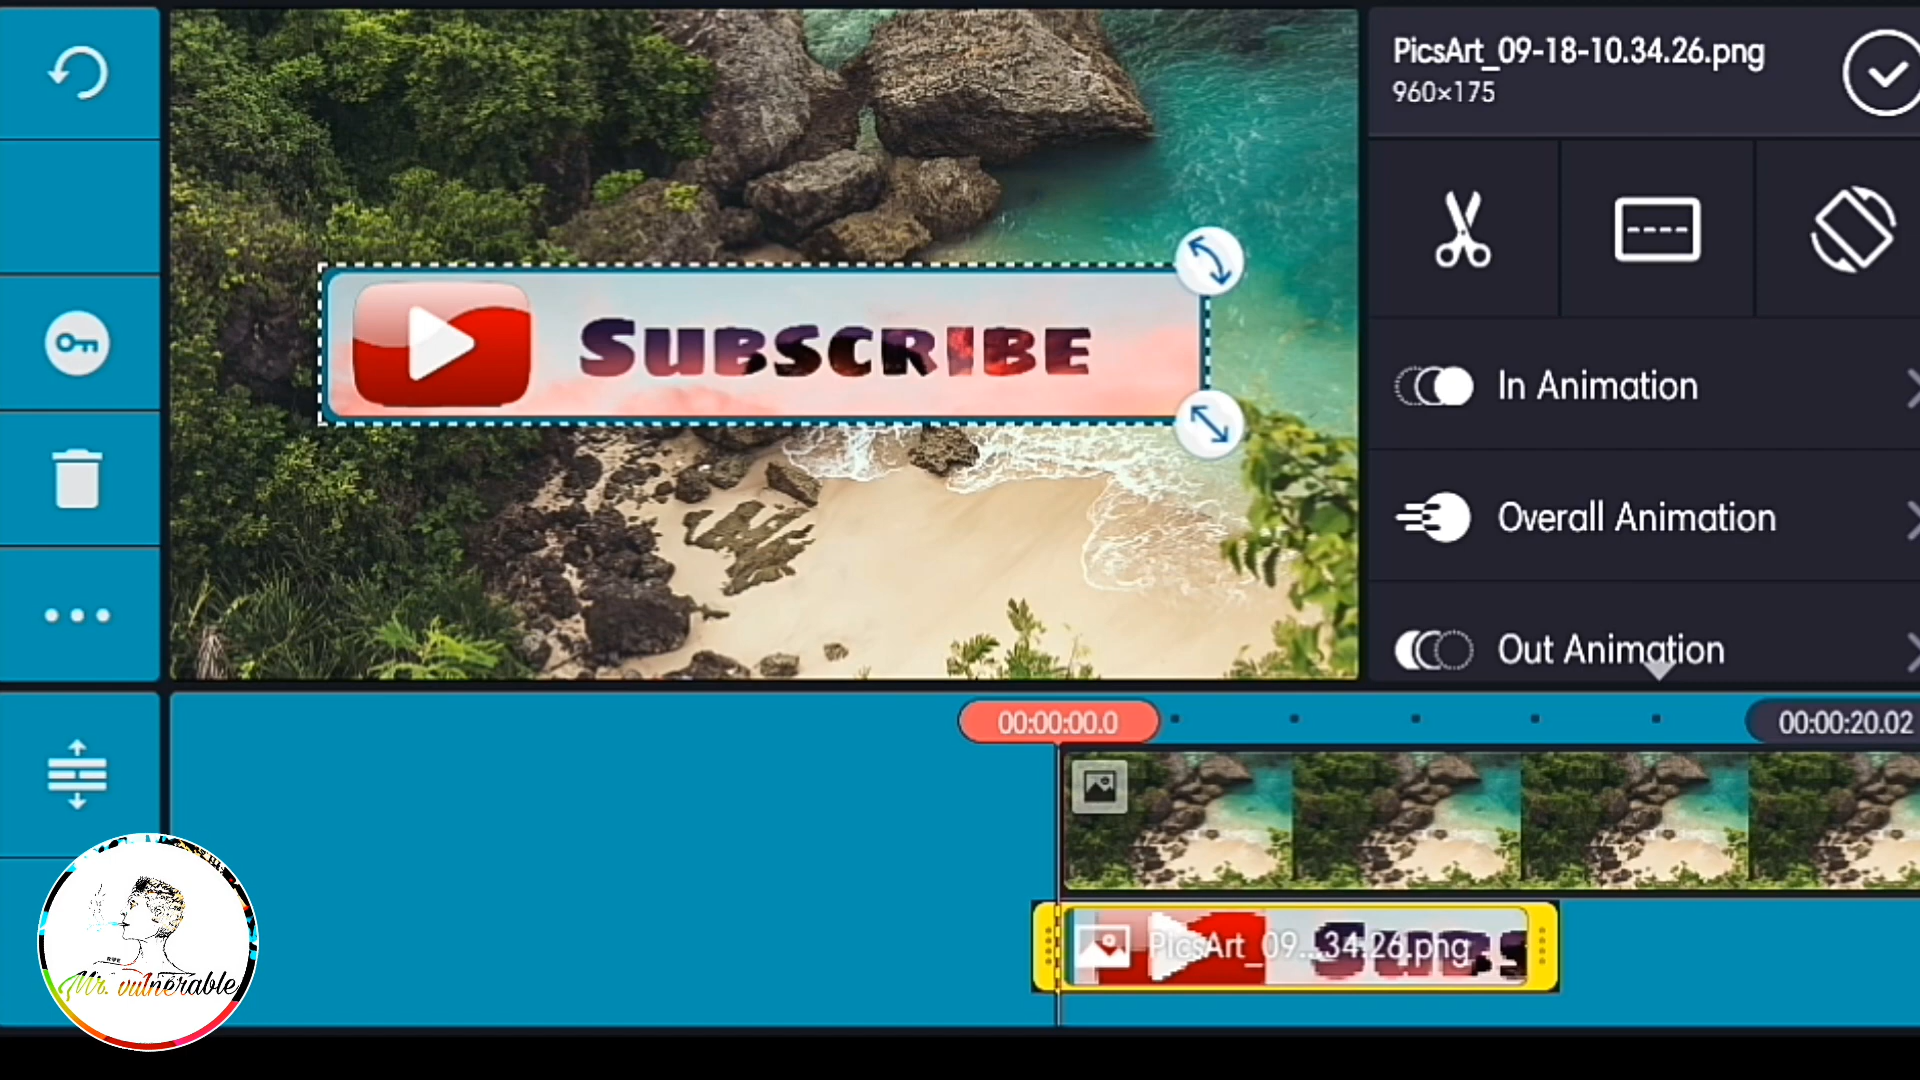 PicsArt_09-18-10.34.26.png
960×175
SUBSCRIBE
In Animation
Overall Animation
Out Animation
00:00:00.0
00:00:20.02
PicsArt_09...34.26.png
SUBS
Mr. vulnerable